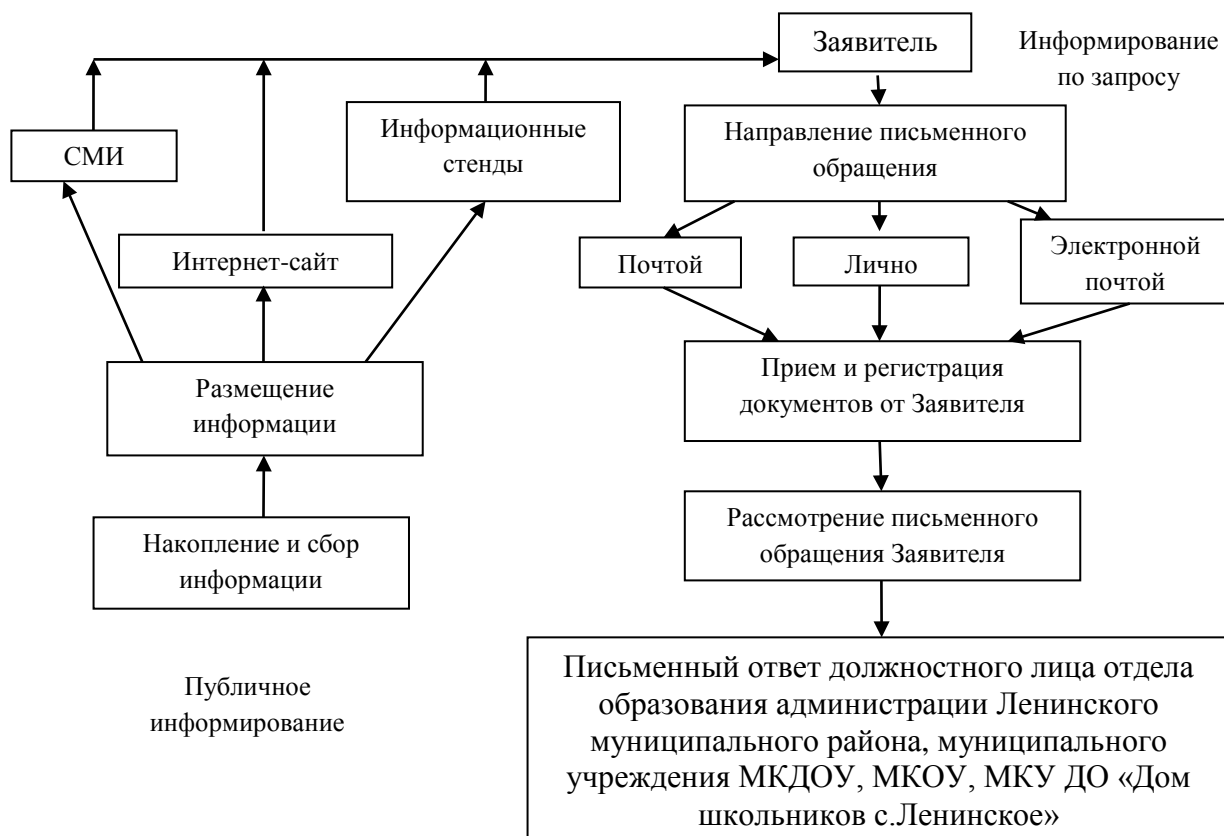 Заявитель
Информирование
по запросу
Информационные
стенды
Направление письменного
обращения
СМИ
Интернет-сайт
Почтой
Лично
Электронной
почтой
Размещение
информации
Прием и регистрация
документов от Заявителя
Накопление и сбор
информации
Рассмотрение письменного
обращения Заявителя
Публичное
информирование
Письменный ответ должностного лица отдела
образования администрации Ленинского
муниципального района, муниципального
учреждения МКДОУ, МКОУ, МКУ ДО «Дом
школьников с.Ленинское»